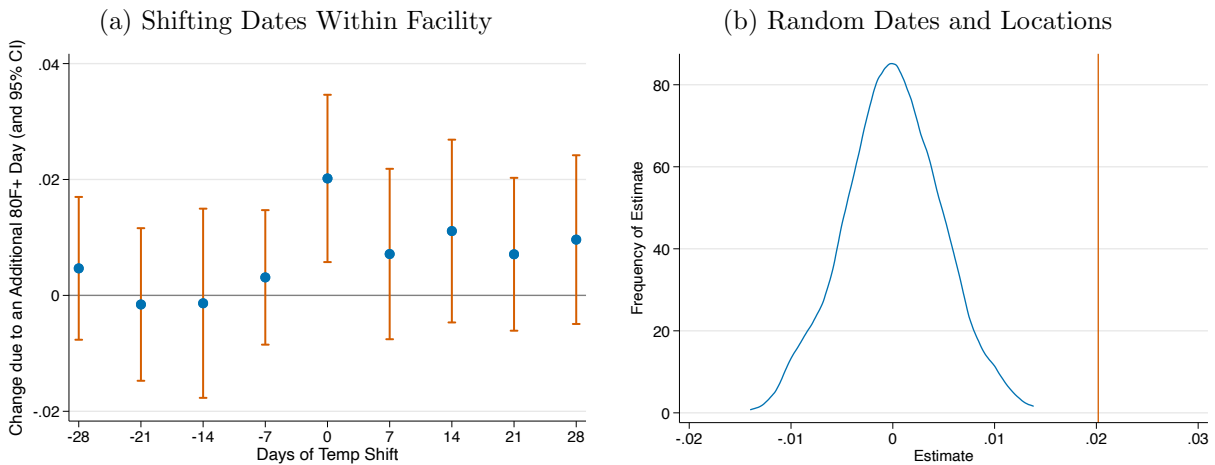 (a) Shifting Dates Within Facility
Change due to an Additional 80F+ Day (and 95% CI)
.04
.02
0
-.02
-28 -21 -14 -7 0 7 14 21 28
Days of Temp Shift
(b) Random Dates and Locations
Frequency of Estimate
80
60
40
20
0
-.02 -.01 0 .01 .02 .03
Estimate